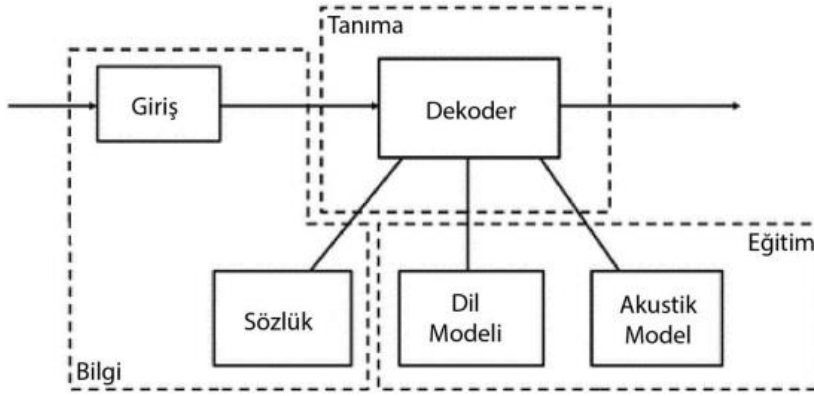 Tanıma
Giriş
Dekoder
Eğitim
Sözlük
Dil
Modeli
Akustik
Model
Bilgi